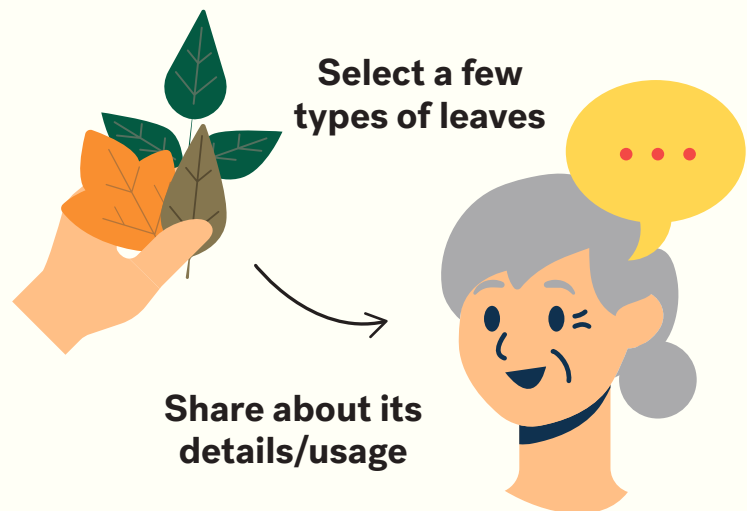 Select a few
types of leaves
Share about its
details/usage